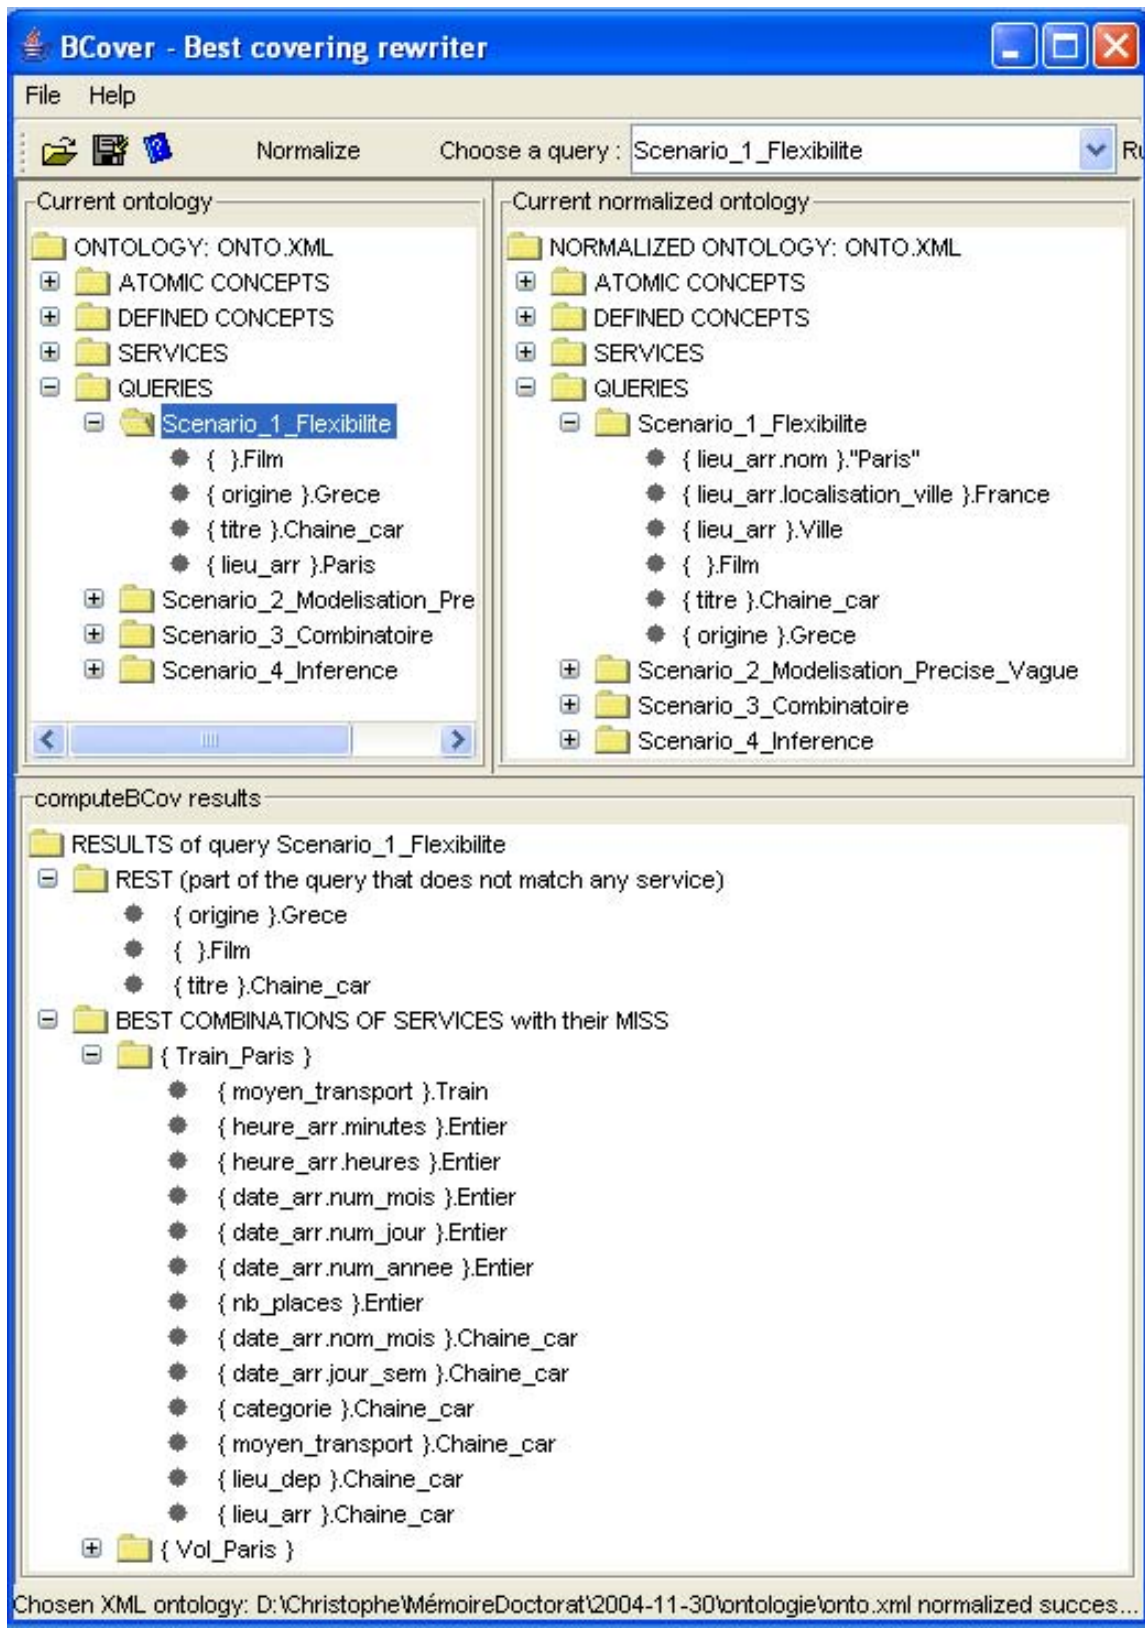 BCover - Best covering rewriter
File Help
Normalize Choose a query : Scenario_1_Flexibilite
Current ontology
ONTOLOGY: ONTO.XML
ATOMIC CONCEPTS
DEFINED CONCEPTS
SERVICES
QUERIES
Scenario_1_Flexibilite
{ }.Film
{ origine }.Grece
{ titre }.Chaine_car
{ lieu_arr }.Paris
Scenario_2_Modelisation_Pre
Scenario_3_Combinatoire
Scenario_4_Inference
Current normalized ontology
NORMALIZED ONTOLOGY: ONTO.XML
ATOMIC CONCEPTS
DEFINED CONCEPTS
SERVICES
QUERIES
Scenario_1_Flexibilite
{ lieu_arr.nom }."Paris"
{ lieu_arr.localisation_ville }.France
{ lieu_arr }.Ville
{ }.Film
{ titre }.Chaine_car
{ origine }.Grece
Scenario_2_Modelisation_Precise_Vague
Scenario_3_Combinatoire
Scenario_4_Inference
computeBCov results
RESULTS of query Scenario_1_Flexibilite
REST (part of the query that does not match any service)
{ origine }.Grece
{ }.Film
{ titre }.Chaine_car
BEST COMBINATIONS OF SERVICES with their MISS
{ Train_Paris }
{ moyen_transport }.Train
{ heure_arr.minutes }.Entier
{ heure_arr.heures }.Entier
{ date_arr.num_mois }.Entier
{ date_arr.num_jour }.Entier
{ date_arr.num_annee }.Entier
{ nb_places }.Entier
{ date_arr.nom_mois }.Chaine_car
{ date_arr.jour_sem }.Chaine_car
{ categorie }.Chaine_car
{ moyen_transport }.Chaine_car
{ lieu_dep }.Chaine_car
{ lieu_arr }.Chaine_car
{ Vol_Paris }
Chosen XML ontology: D:\Christophe\MémoireDoctorat\2004-11-30\ontologie\onto.xml normalized succes...